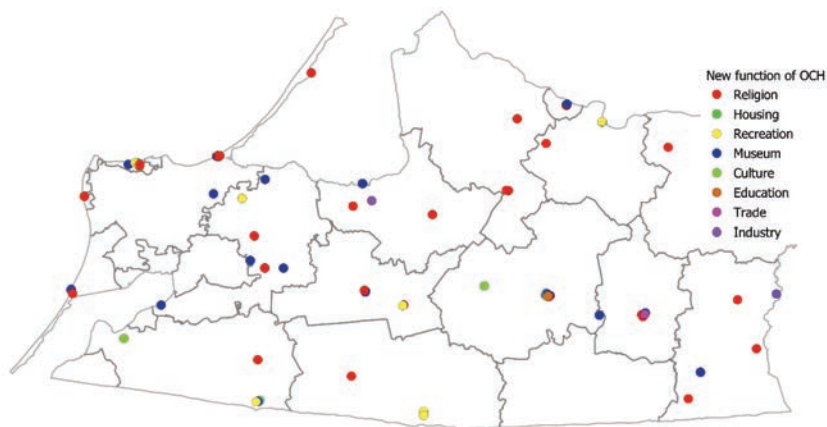 New function of OCH
Religion
Housing
Recreation
Museum
Culture
Education
Trade
Industry